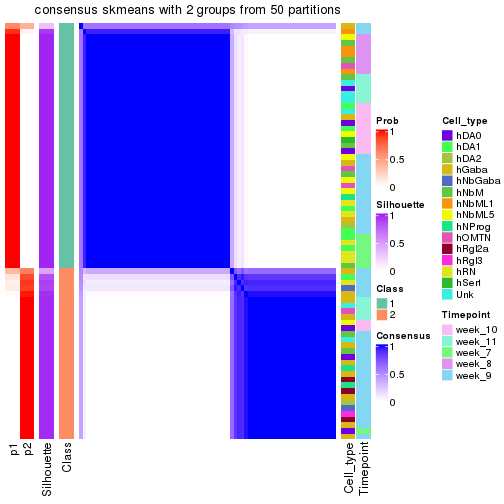 consensus skmeans with 2 groups from 50 partitions
Prob
1
0.5
0
Silhouette
1
0.5
0
Class
1
2
Consensus
1
0.5
0
Cell_type
hDA0
hDA1
hDA2
hGaba
hNbGaba
hNbM
hNbML1
hNbML5
hNProg
hOMTN
hRgl2a
hRgl3
hRN
hSert
Unk
Timepoint
week_10
week_11
week_7
week_8
week_9
p1
p2
Silhouette
Class
Cell_type
Timepoint